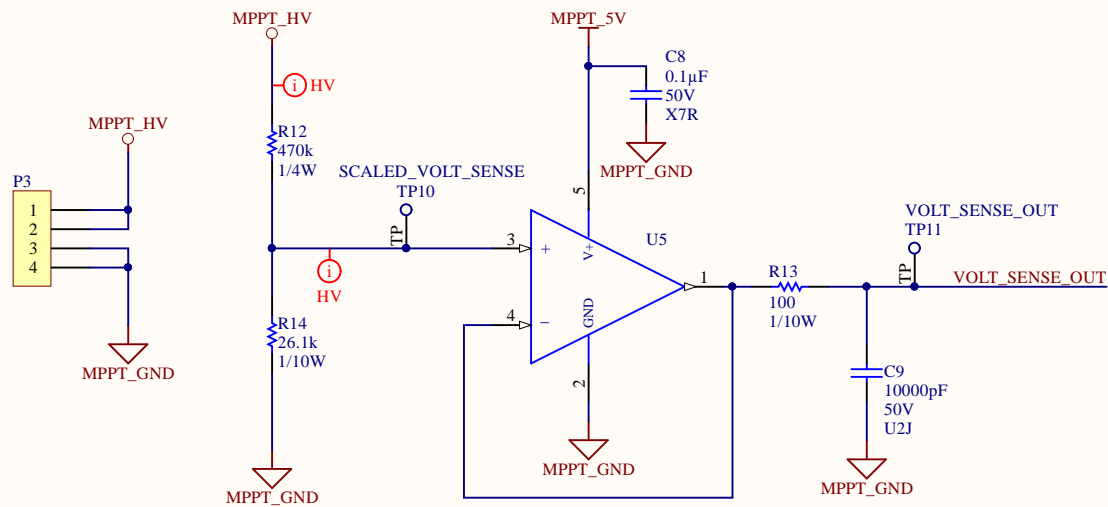 MPPT_HV
MPPT_5V
C8
0.1µF
50V
X7R
i HV
MPPT_HV
R12
470k
1/4W
MPPT_GND
SCALED_VOLT_SENSE
TP10
P3
1
2
3
4
5
TP
VOLT_SENSE_OUT
TP11
TP
3
+
V+
U5
i
HV
1
R13
100
1/10W
VOLT_SENSE_OUT
4
−
GND
R14
26.1k
1/10W
MPPT_GND
2
C9
10000pF
50V
U2J
MPPT_GND
MPPT_GND
MPPT_GND